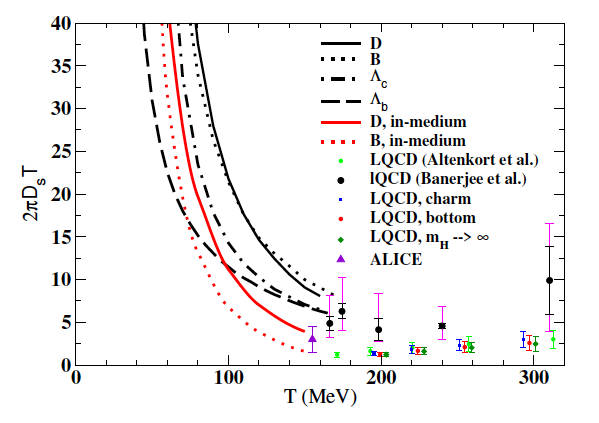 40
35
30
25
20
15
10
5
0
2πDₛT
0
100
200
300
T (MeV)
D
B
Λc
Λb
D, in-medium
B, in-medium
LQCD (Altenkort et al.)
lQCD (Banerjee et al.)
LQCD, charm
LQCD, bottom
LQCD, m_H --> ∞
ALICE